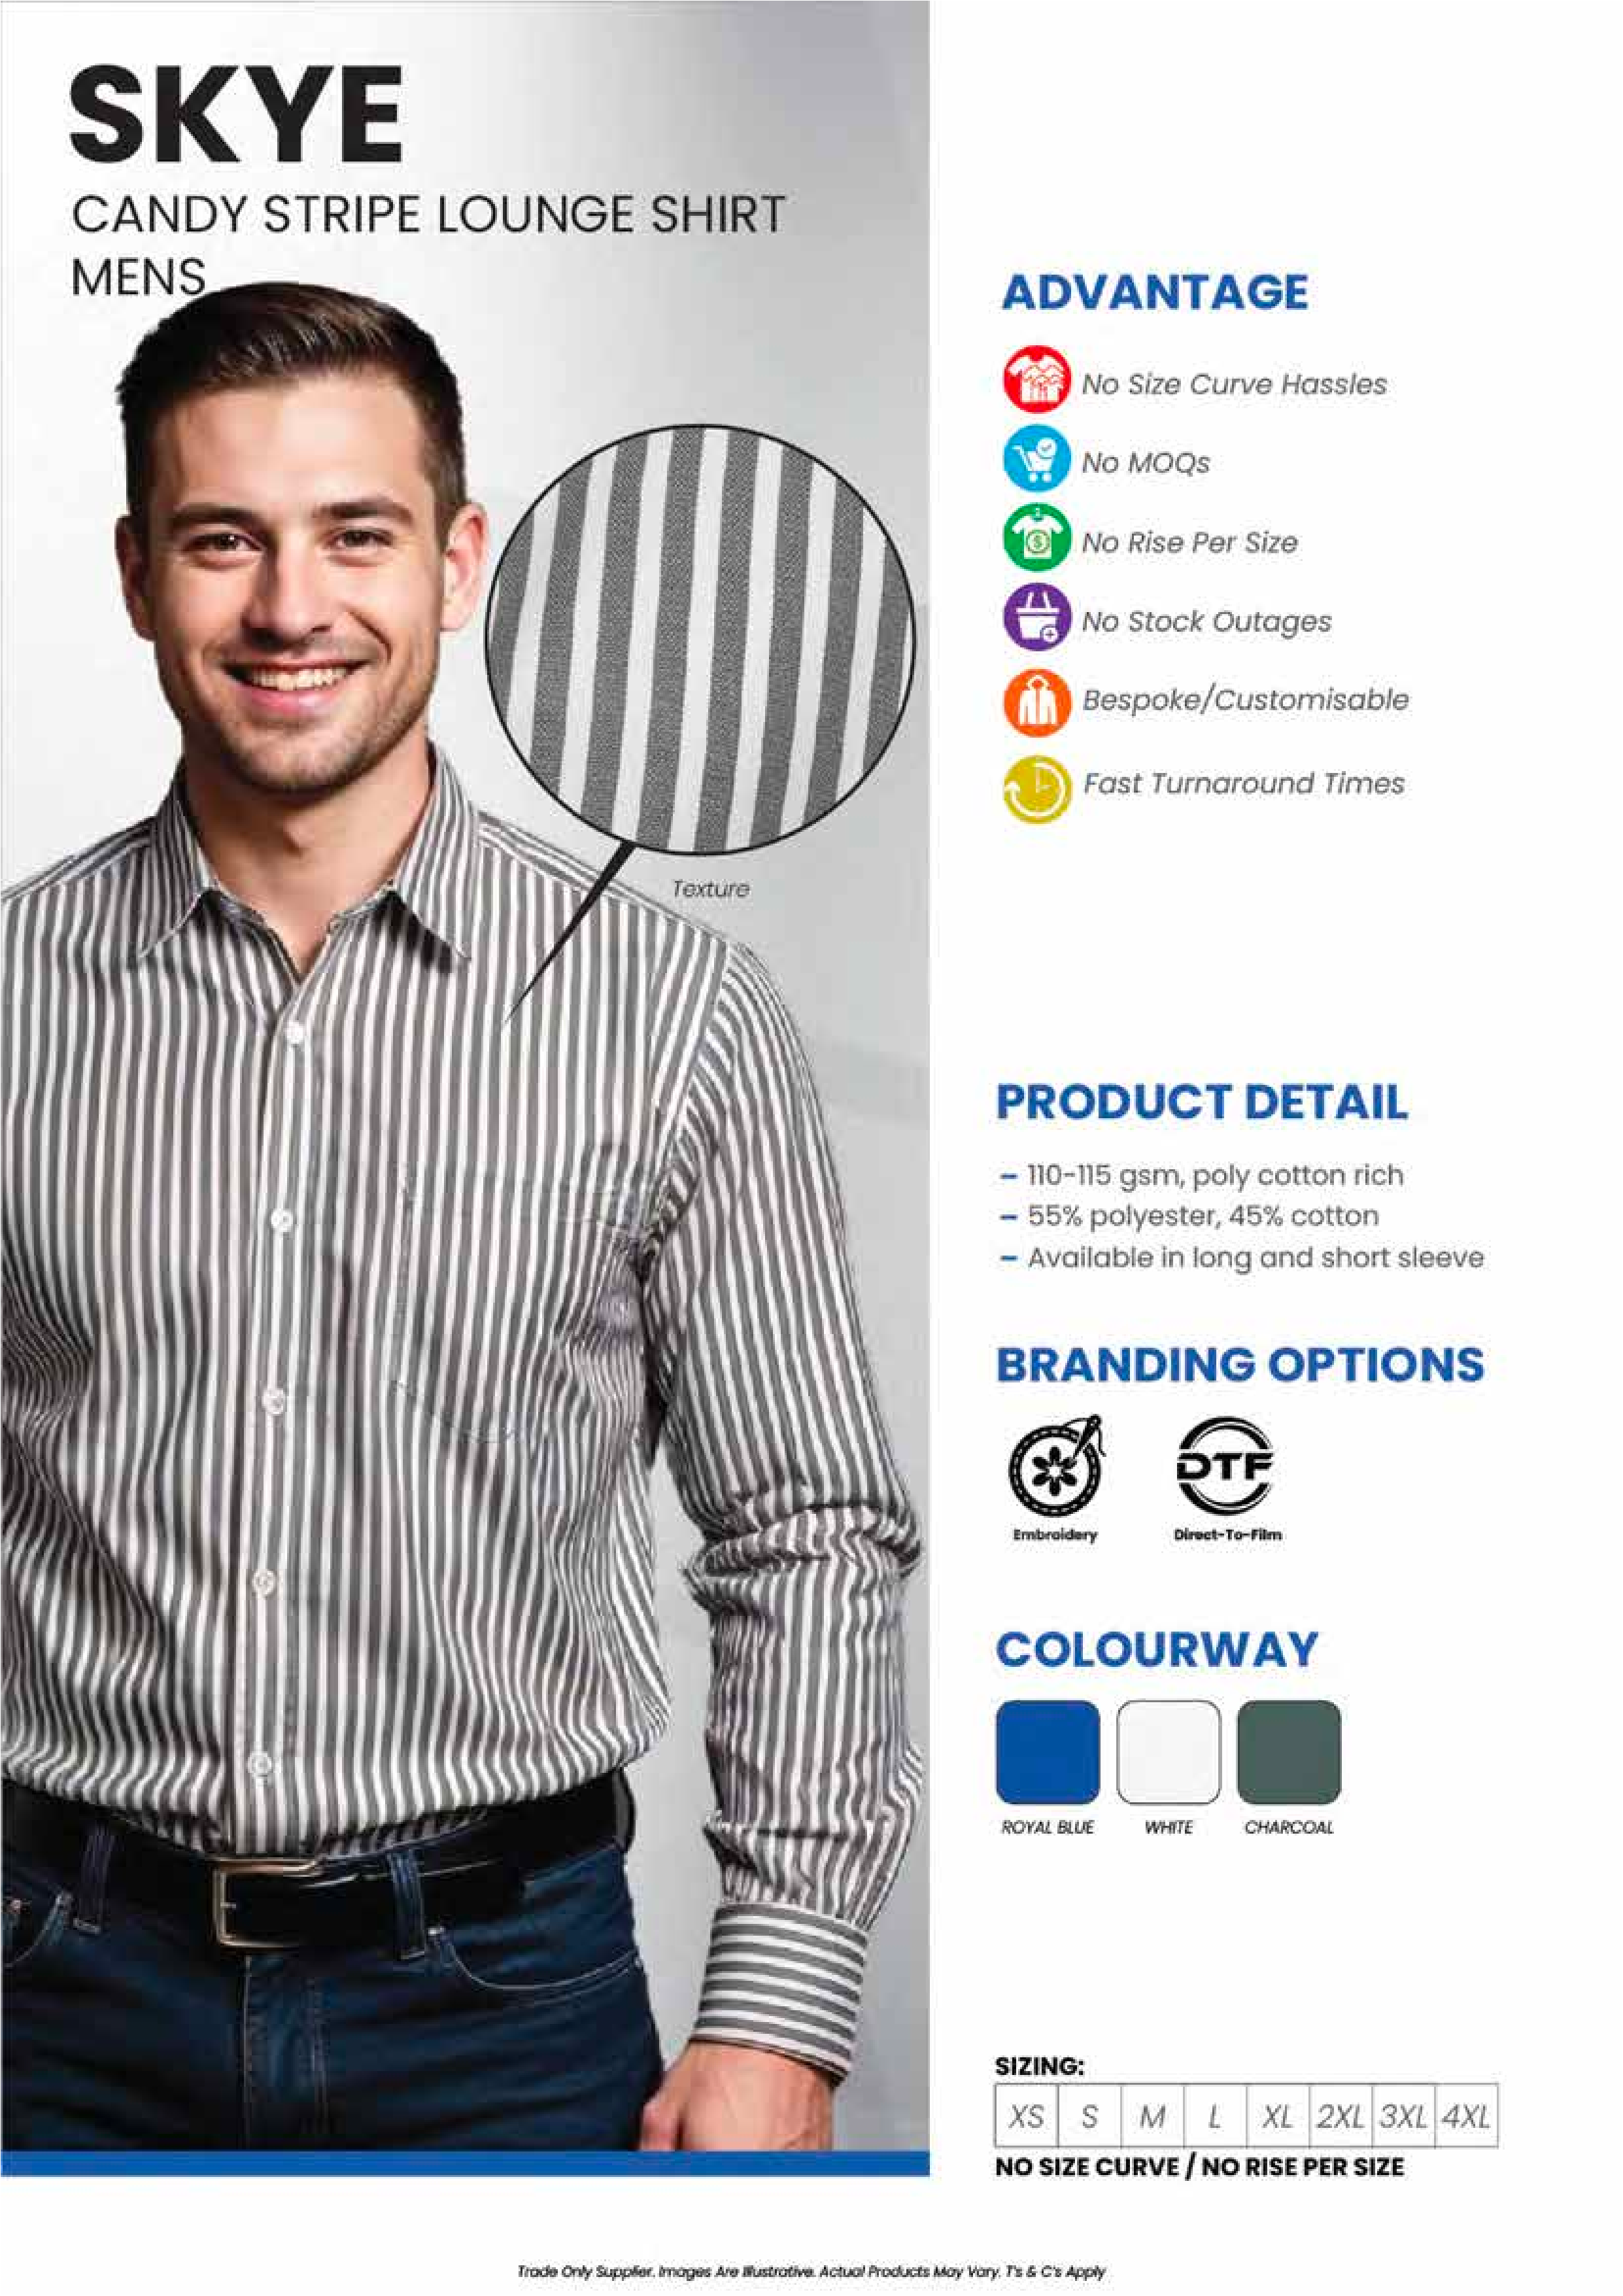 SKYE
CANDY STRIPE LOUNGE SHIRT
MENS
Texture
ADVANTAGE
No Size Curve Hassles
No MOQs
No Rise Per Size
No Stock Outages
Bespoke/Customisable
Fast Turnaround Times
PRODUCT DETAIL
– 110-115 gsm, poly cotton rich
– 55% polyester, 45% cotton
– Available in long and short sleeve
BRANDING OPTIONS
DTF
Embroidery Direct-To-Film
COLOURWAY
ROYAL BLUE WHITE CHARCOAL
SIZING:
XS S M L XL 2XL 3XL 4XL
NO SIZE CURVE / NO RISE PER SIZE
Trade Only Supplier. Images Are Illustrative. Actual Products May Vary. T's & C's Apply